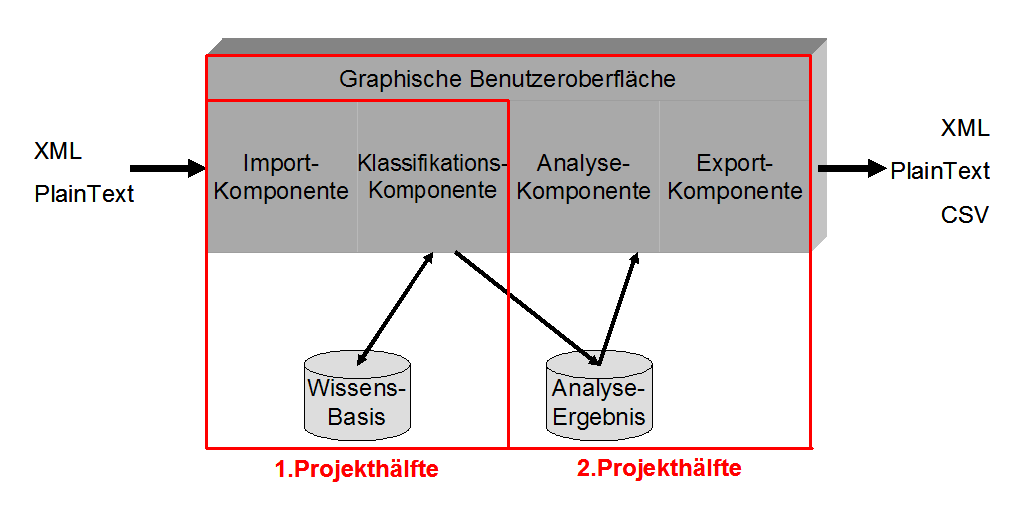 Graphische Benutzeroberfläche
XML
PlainText
Import-
Komponente
Klassifikations-
Komponente
Analyse-
Komponente
Export-
Komponente
XML
PlainText
CSV
Wissens-
Basis
Analyse-
Ergebnis
1.Projekthälfte
2.Projekthälfte